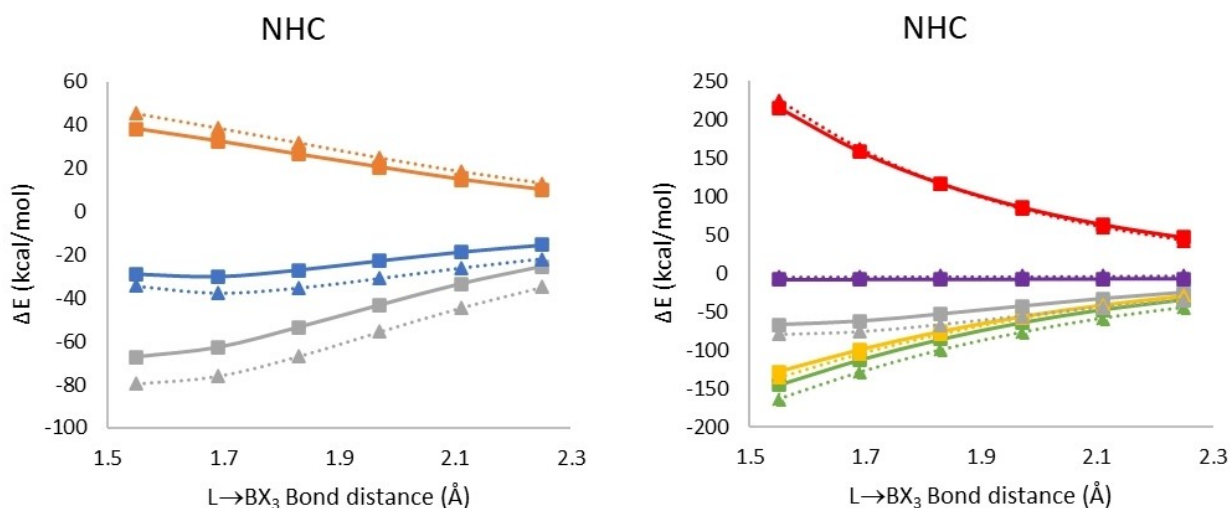 NHC
60
40
20
0
-20
-40
-60
-80
-100
ΔE (kcal/mol)
1.5 1.7 1.9 2.1 2.3
L→BX₃ Bond distance (Å)
NHC
250
200
150
100
50
0
-50
-100
-150
-200
ΔE (kcal/mol)
1.5 1.7 1.9 2.1 2.3
L→BX₃ Bond distance (Å)